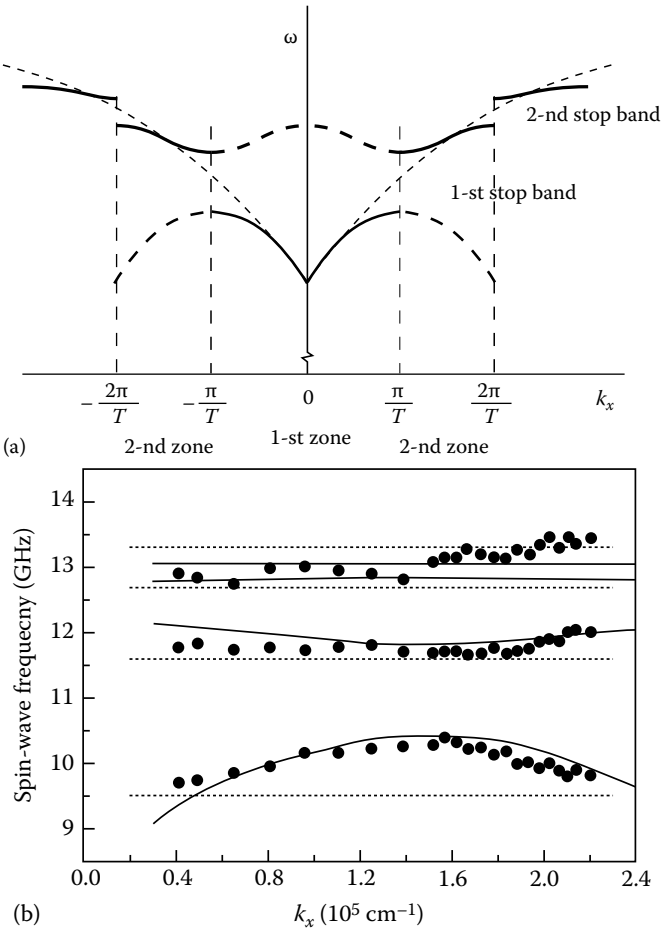 ω
2-nd stop band
1-st stop band
− 2π/T − π/T 0 π/T 2π/T k_x
(a) 2-nd zone 1-st zone 2-nd zone
14
13
12
11
10
9
Spin-wave frequecny (GHz)
0.0 0.4 0.8 1.2 1.6 2.0 2.4
(b) k_x (10⁵ cm⁻¹)